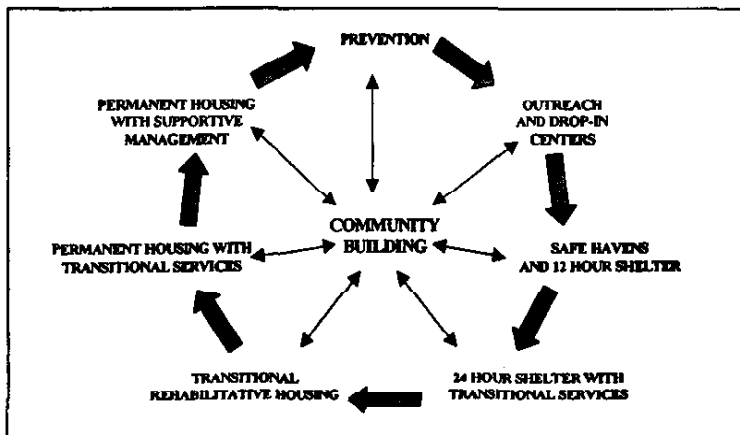 PREVENTION
PERMANENT HOUSING
WITH SUPPORTIVE
MANAGEMENT
OUTREACH
AND DROP-IN
CENTERS
COMMUNITY
BUILDING
PERMANENT HOUSING WITH
TRANSITIONAL SERVICES
SAFE HAVENS
AND 12 HOUR SHELTER
TRANSITIONAL
REHABILITATIVE HOUSING
24 HOUR SHELTER WITH
TRANSITIONAL SERVICES